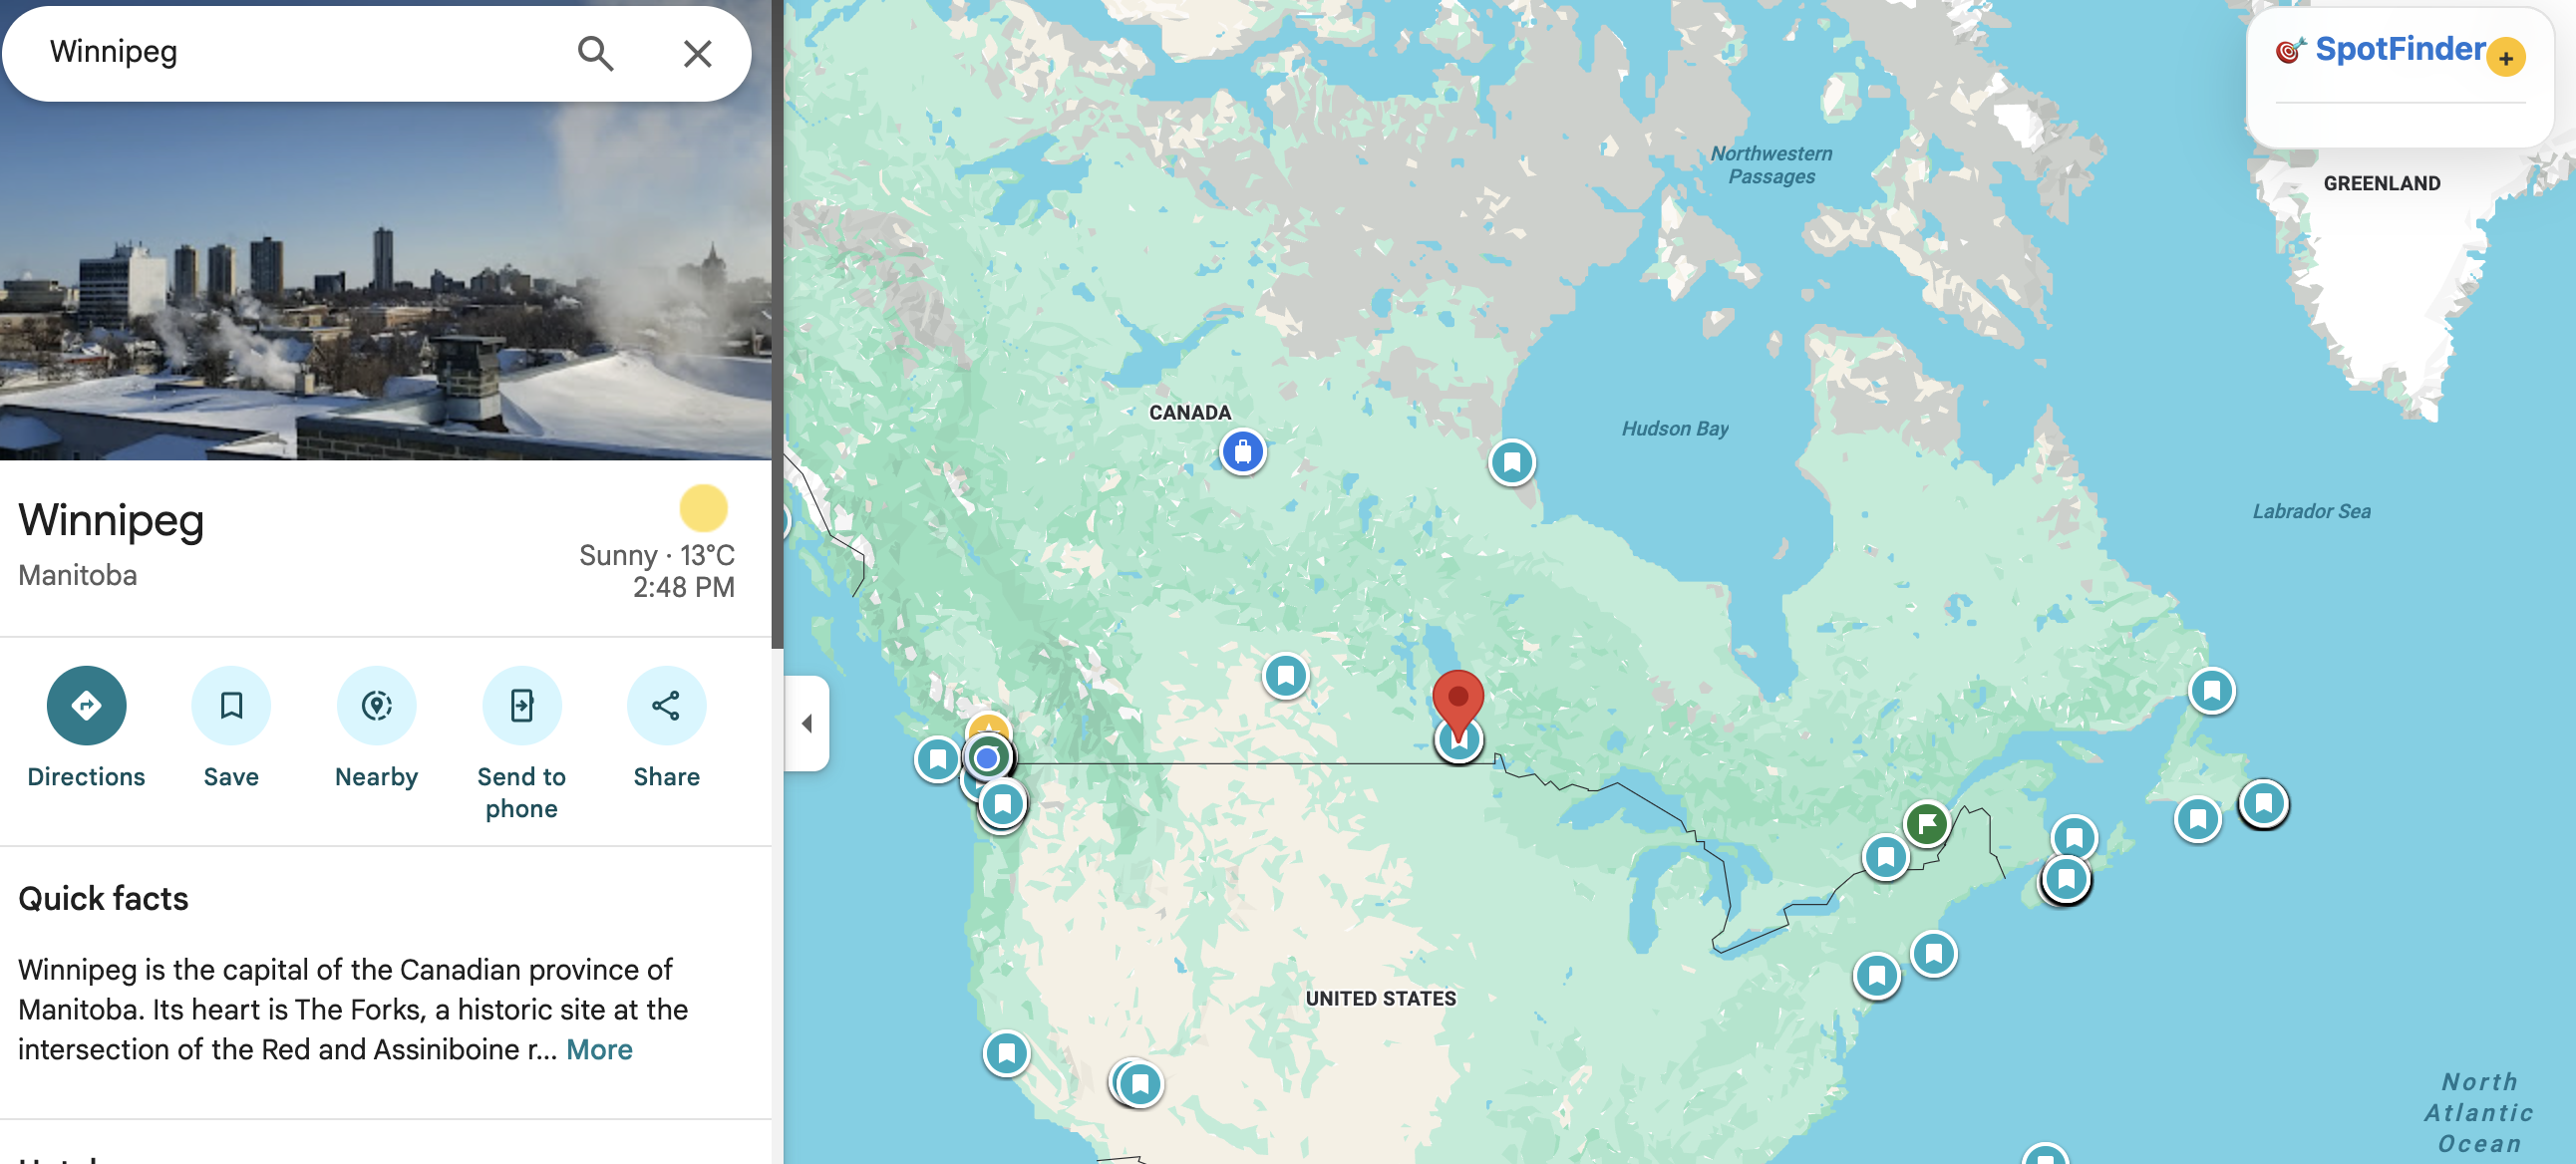 Winnipeg
Winnipeg
Manitoba
Sunny · 13°C
2:48 PM
Directions
Save
Nearby
Send to
phone
Share
Quick facts
Winnipeg is the capital of the Canadian province of
Manitoba. Its heart is The Forks, a historic site at the
intersection of the Red and Assiniboine r... More
SpotFinder
+
Northwestern
Passages
GREENLAND
CANADA
Hudson Bay
Labrador Sea
UNITED STATES
North
Atlantic
Ocean